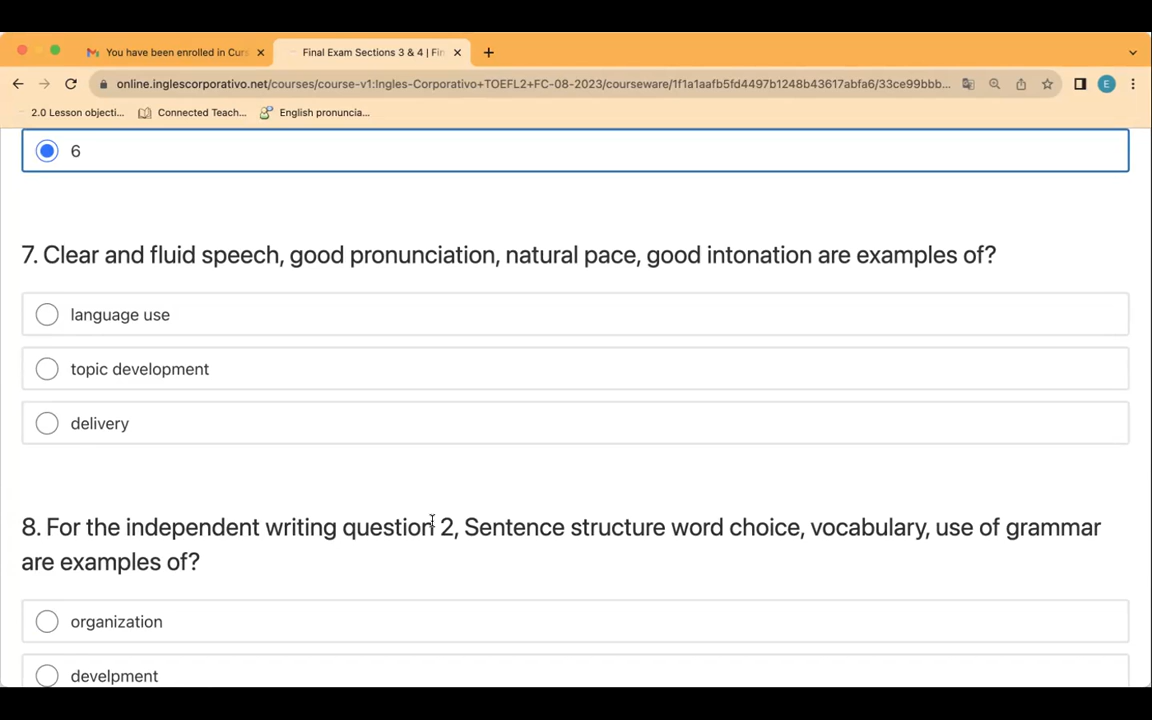 You have been enrolled in Cur
Final Exam Sections 3 & 4 | Fin
online.inglescorporativo.net/courses/course-v1:Ingles-Corporativo+TOEFL2+FC-08-2023/courseware/1f1a1aafb5fd4497b1248b43617abfa6/33ce99bbb...
E
2.0 Lesson objecti...
Connected Teach...
English pronuncia...
6
7. Clear and fluid speech, good pronunciation, natural pace, good intonation are examples of?
language use
topic development
delivery
8. For the independent writing question 2, Sentence structure word choice, vocabulary, use of grammar
are examples of?
organization
develpment